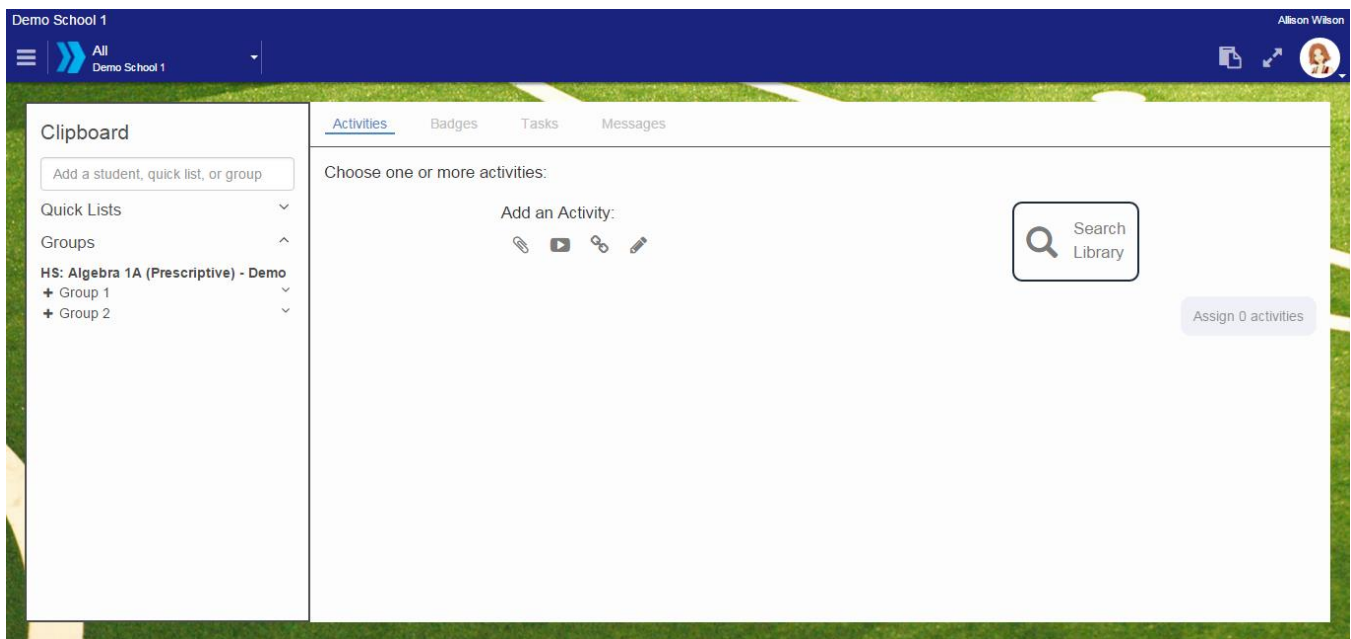 Demo School 1
Allison Wilson
All
Demo School 1
Clipboard
Add a student, quick list, or group
Quick Lists
Groups
HS: Algebra 1A (Prescriptive) - Demo
Group 1
Group 2
Activities Badges Tasks Messages
Choose one or more activities:
Add an Activity:
Search
Library
Assign 0 activities